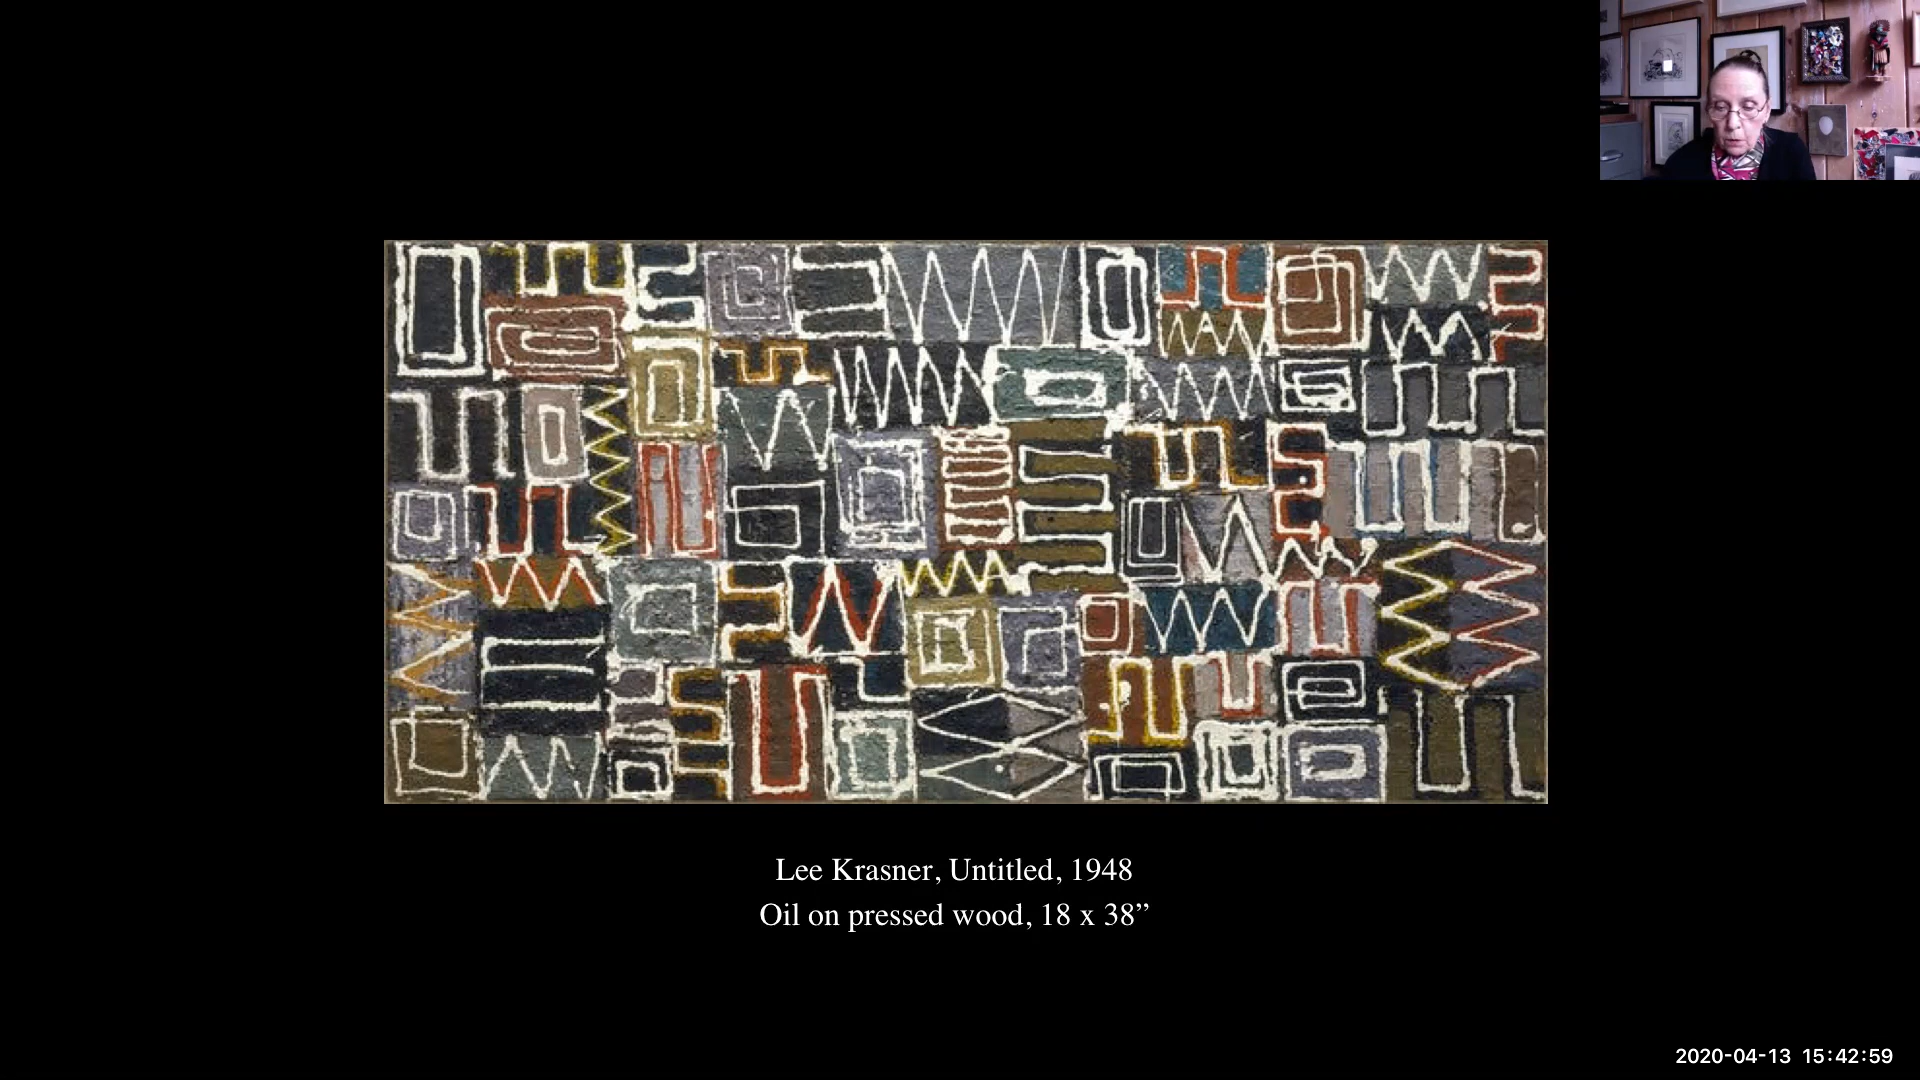 Lee Krasner, Untitled, 1948
Oil on pressed wood, 18 x 38”
2020-04-13 15:42:59